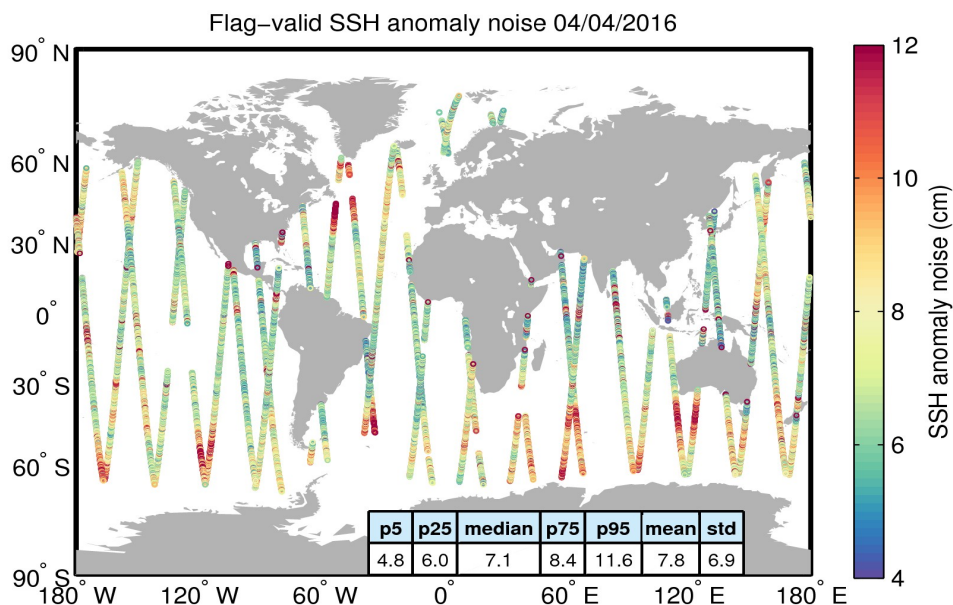 Flag−valid SSH anomaly noise 04/04/2016
90° N
60° N
30° N
0°
30° S
60° S
90° S
180° W 120° W 60° W 0° 60° E 120° E 180° E
p5 p25 median p75 p95 mean std
4.8 6.0 7.1 8.4 11.6 7.8 6.9
12
10
8
6
4
SSH anomaly noise (cm)